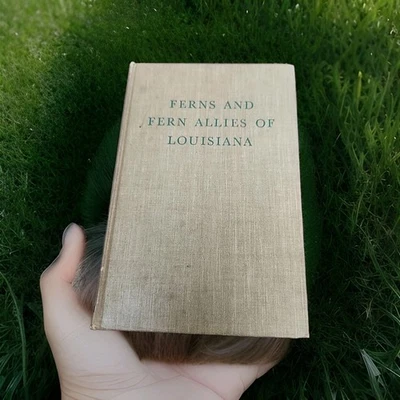 FERNS AND
FERN ALLIES OF
LOUISIANA